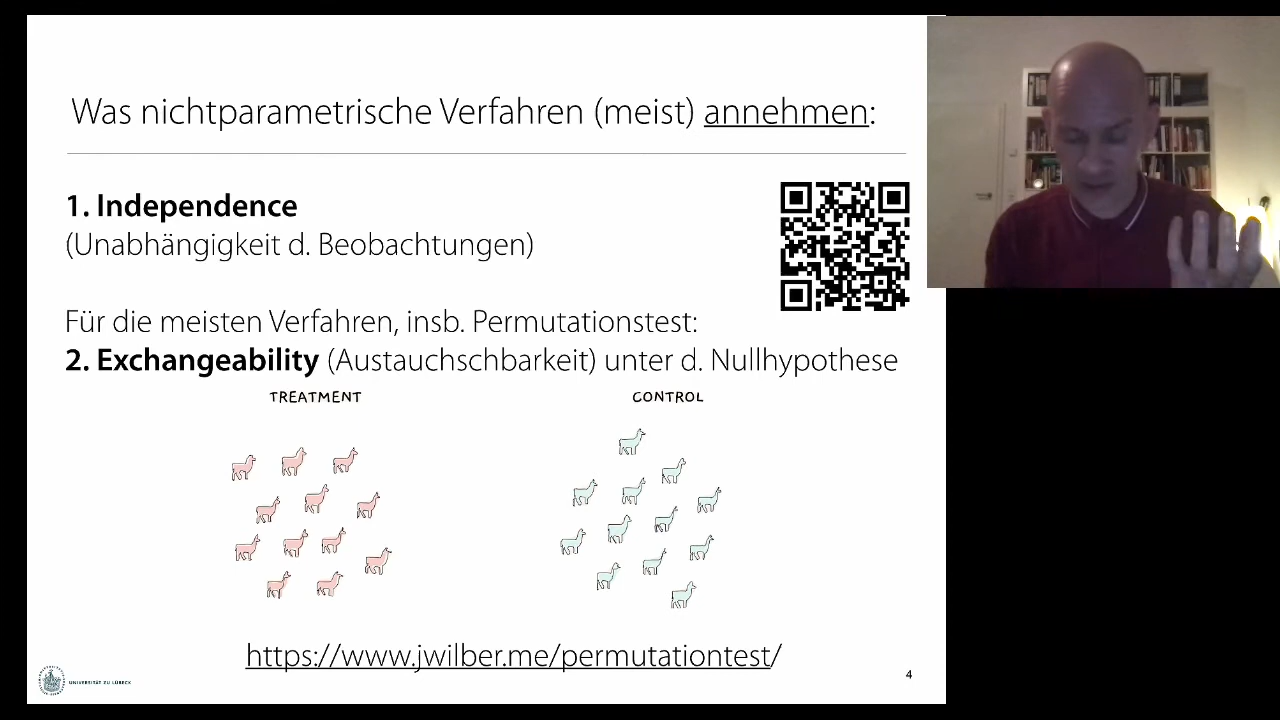 Was nichtparametrische Verfahren (meist) annehmen:
1. Independence
(Unabhängigkeit d. Beobachtungen)
Für die meisten Verfahren, insb. Permutationstest:
2. Exchangeability (Austauchschbarkeit) unter d. Nullhypothese
TREATMENT
CONTROL
https://www.jwilber.me/permutationtest/
UNIVERSITÄT ZU LÜBECK
4